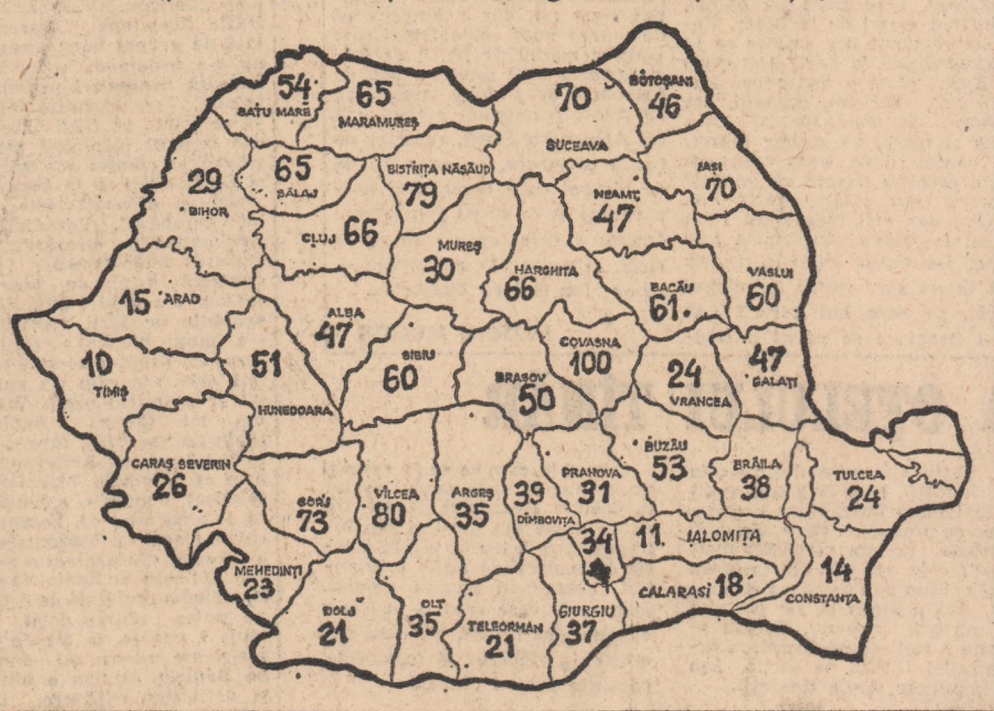 54
SATU MARE
65
MARAMUREȘ
70
SUCEAVA
BOTOȘANI
46
29
BIHOR
65
SĂLAJ
BISTRIȚA NĂSĂUD
79
NEAMȚ
47
IAȘI
70
CLUJ 66
MUREȘ
30
HARGHITA
66
BACĂU
61.
VASLUI
60
15 ARAD
ALBA
47
10
TIMIȘ
51
HUNEDOARA
SIBIU
60
BRAȘOV
50
COVASNA
100
24
VRANCEA
47
GALAȚI
CARAȘ SEVERIN
26
GORJ
73
VÎLCEA
80
ARGEȘ
35
39
DÎMBOVIȚA
PRAHOVA
31
BUZĂU
53
BRĂILA
38
TULCEA
24
MEHEDINȚI
23
DOLJ
21
OLT
35
TELEORMAN
21
GIURGIU
37
34
11. IALOMIȚA
CALARASI 18
14
CONSTANȚA